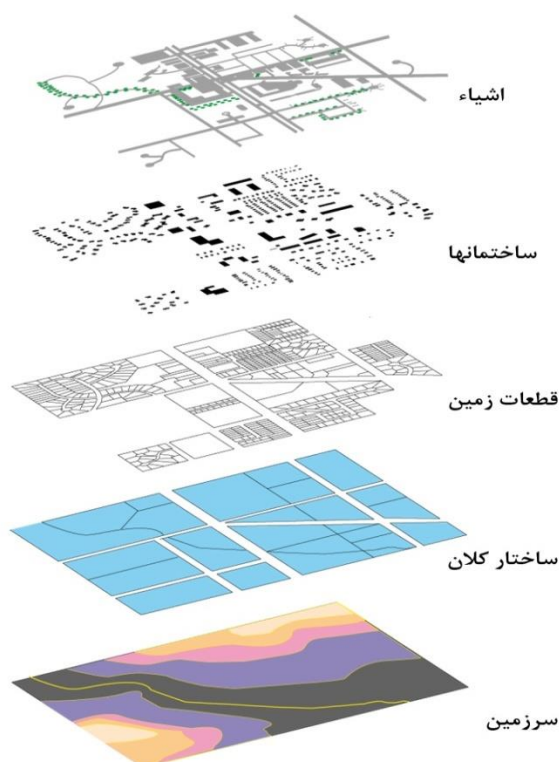 اشیاء
ساختمانها
قطعات زمین
ساختار کلان
سرزمین